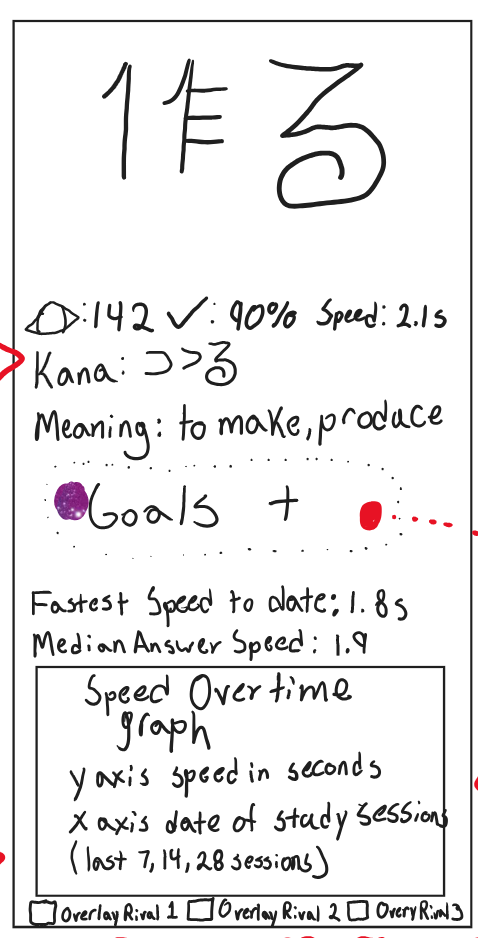 作る
:142 ✓: 90% Speed: 2.1s
Kana: つくる
Meaning: to make, produce
Goals +
Fastest Speed to date: 1.8s
Median Answer Speed: 1.9
Speed Overtime
graph
y axis speed in seconds
x axis date of study sessions
(last 7, 14, 28 sessions)
Overlay Rival 1 Overlay Rival 2 Overy Rival 3